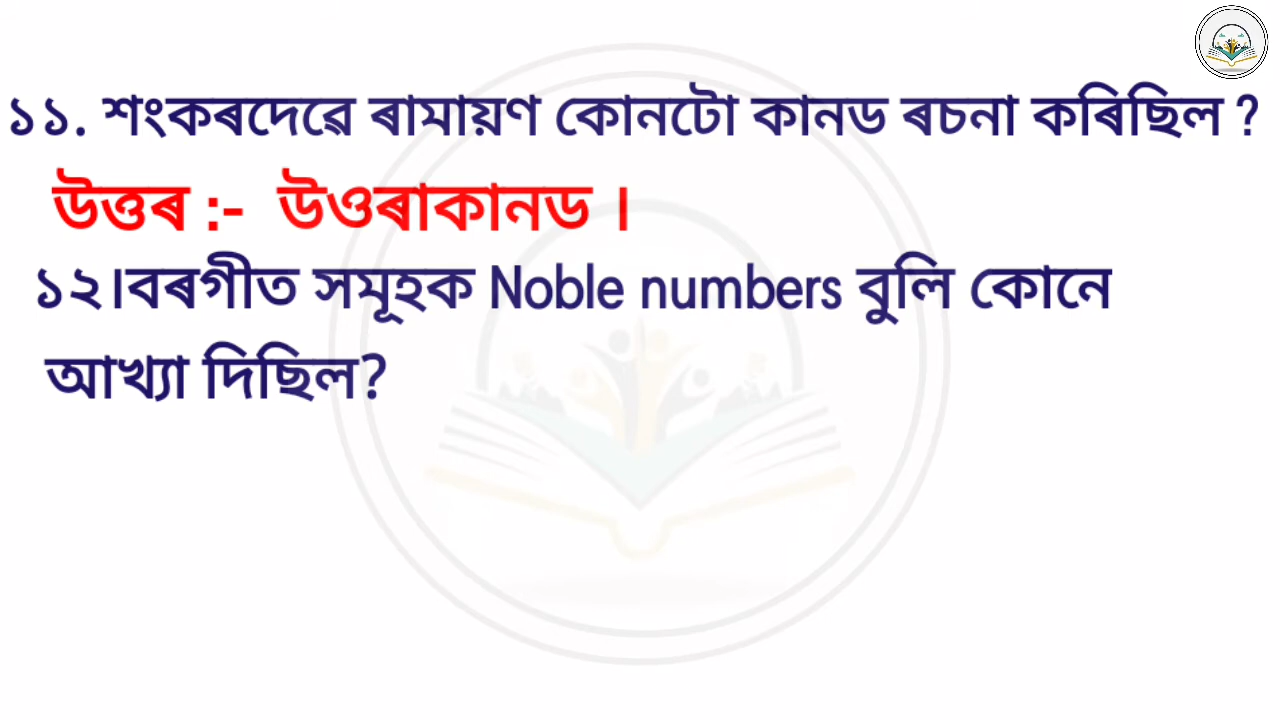 ১১. শংকৰদেৱে ৰামায়ণ কোনটো কানড ৰচনা কৰিছিল ?
উত্তৰ :- উওৰাকানড ।
১২।বৰগীত সমূহক Noble numbers বুলি কোনে
আখ্যা দিছিল?